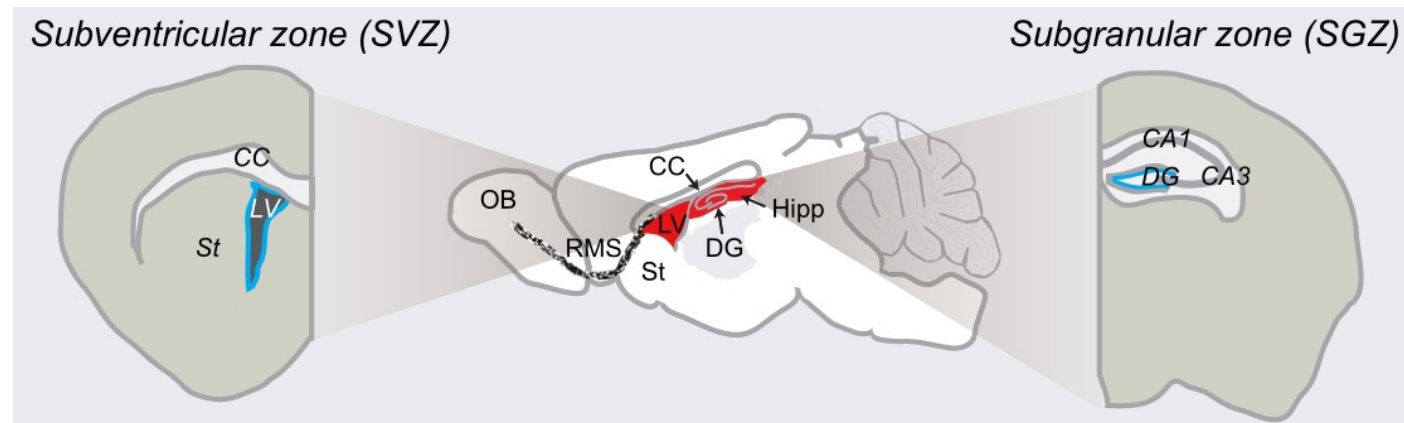 Subventricular zone (SVZ)
Subgranular zone (SGZ)
CC
LV
St
OB
RMS
CC
LV
St
DG
Hipp
CA1
DG
CA3